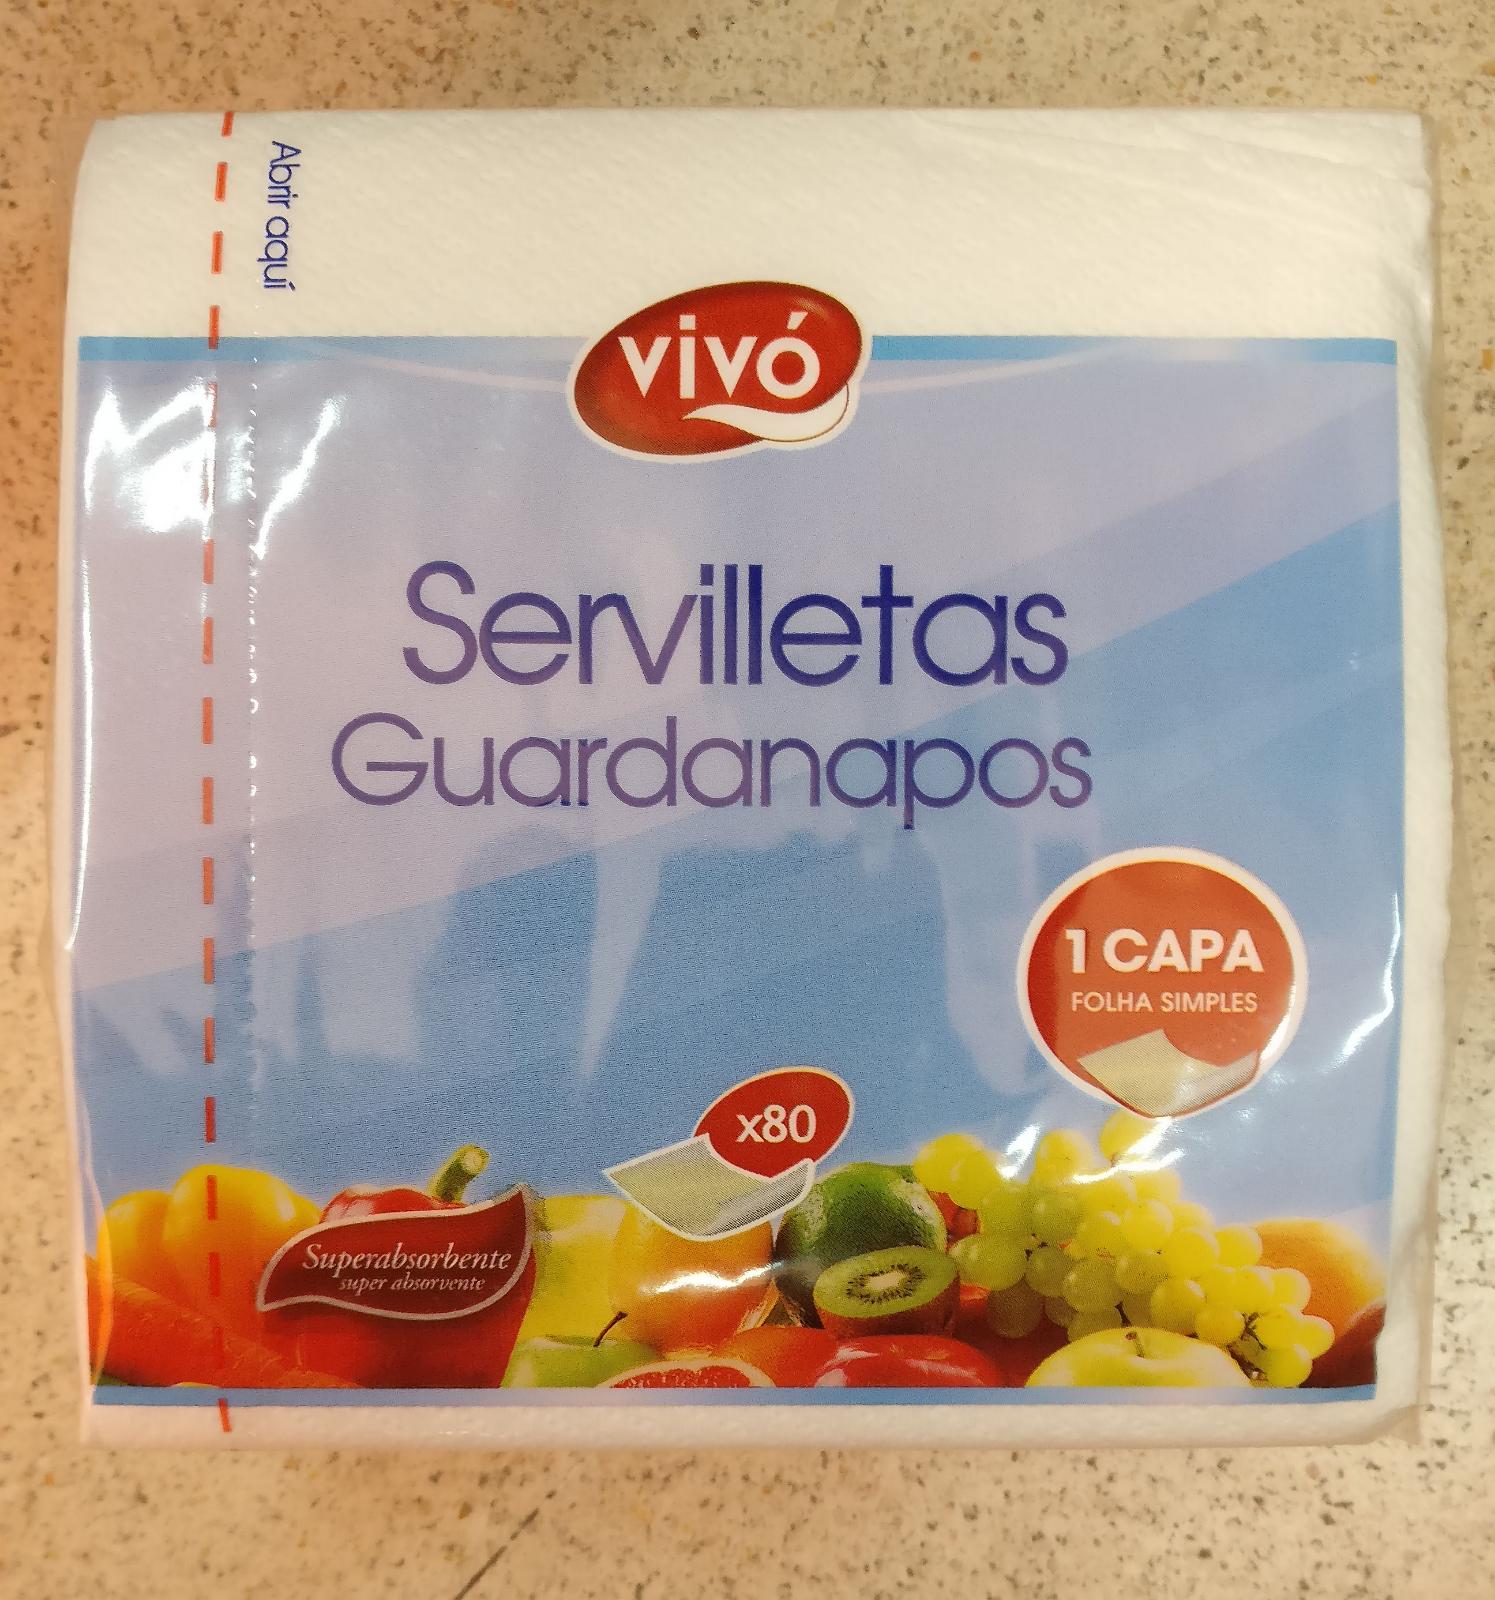 Abrir aquí
vivó
Servilletas
Guardanapos
1 CAPA
FOLHA SIMPLES
x80
Superabsorbente
super absorvente